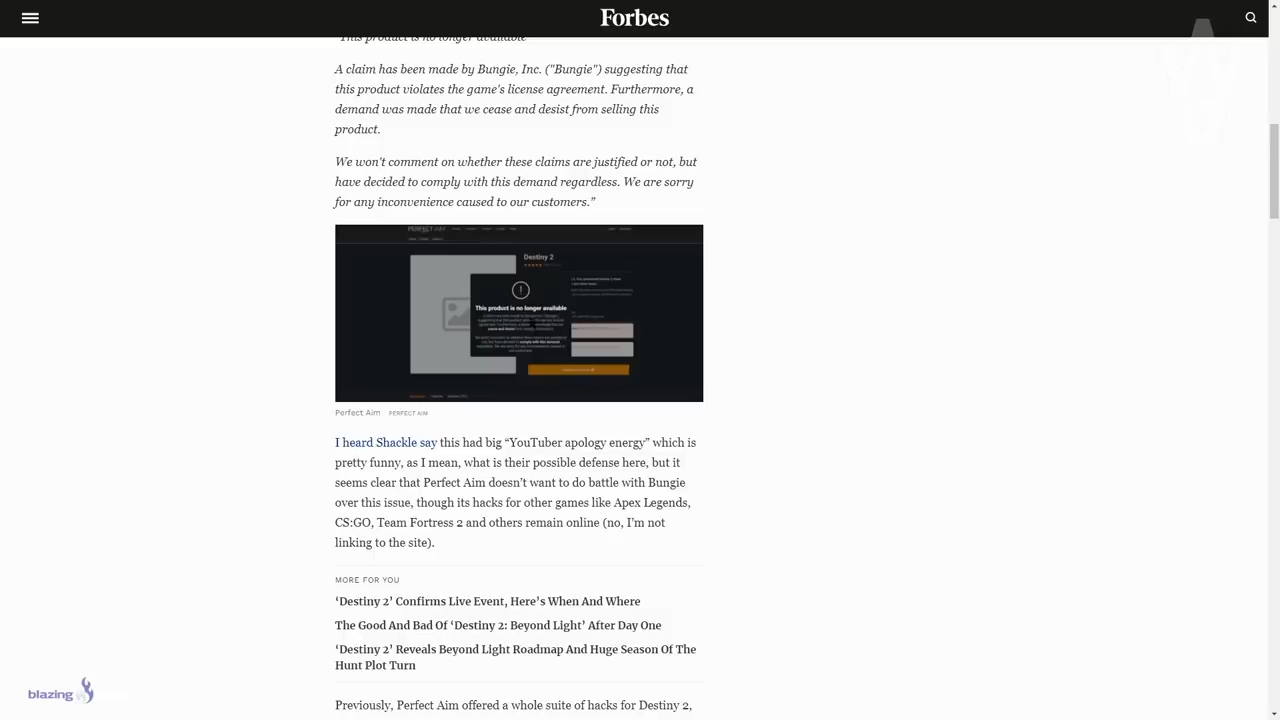 Forbes
"This product is no longer available
A claim has been made by Bungie, Inc. ("Bungie") suggesting that
this product violates the game's license agreement. Furthermore, a
demand was made that we cease and desist from selling this
product.
We won't comment on whether these claims are justified or not, but
have decided to comply with this demand regardless. We are sorry
for any inconvenience caused to our customers.”
PERFECT AIM
Destiny 2
This product is no longer available
Perfect Aim PERFECT AIM
I heard Shackle say this had big “YouTuber apology energy” which is
pretty funny, as I mean, what is their possible defense here, but it
seems clear that Perfect Aim doesn’t want to do battle with Bungie
over this issue, though its hacks for other games like Apex Legends,
CS:GO, Team Fortress 2 and others remain online (no, I’m not
linking to the site).
MORE FOR YOU
‘Destiny 2’ Confirms Live Event, Here’s When And Where
The Good And Bad Of ‘Destiny 2: Beyond Light’ After Day One
‘Destiny 2’ Reveals Beyond Light Roadmap And Huge Season Of The
Hunt Plot Turn
blazing
Previously, Perfect Aim offered a whole suite of hacks for Destiny 2,